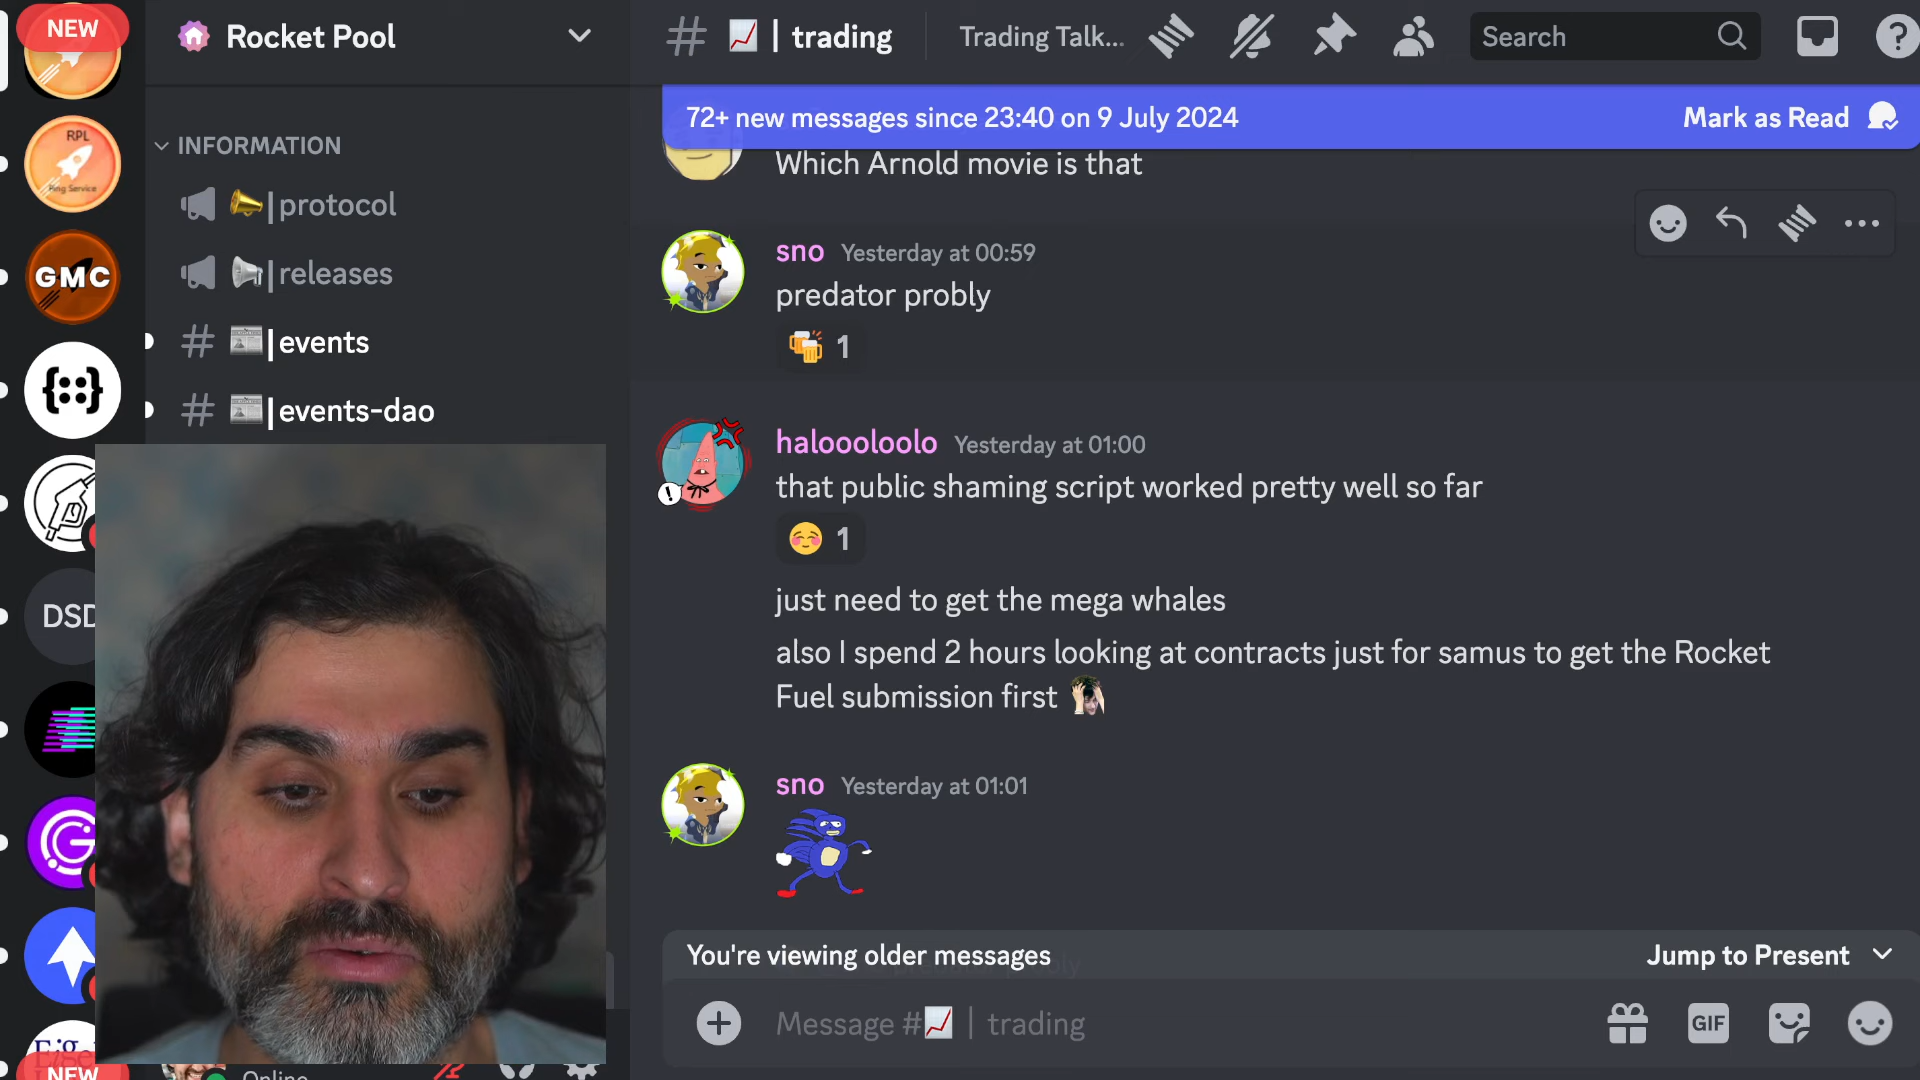 NEW
Rocket Pool
| trading
Trading Talk...
Search
72+ new messages since 23:40 on 9 July 2024
Mark as Read
Which Arnold movie is that
INFORMATION
|protocol
|releases
|events
|events-dao
RPL
Ping Service
GMC
sno Yesterday at 00:59
predator probly
1
haloooloolo Yesterday at 01:00
that public shaming script worked pretty well so far
1
just need to get the mega whales
also I spend 2 hours looking at contracts just for samus to get the Rocket
Fuel submission first
sno Yesterday at 01:01
You're viewing older messages
Jump to Present
Message # | trading
GIF
DSD
NEW
Online